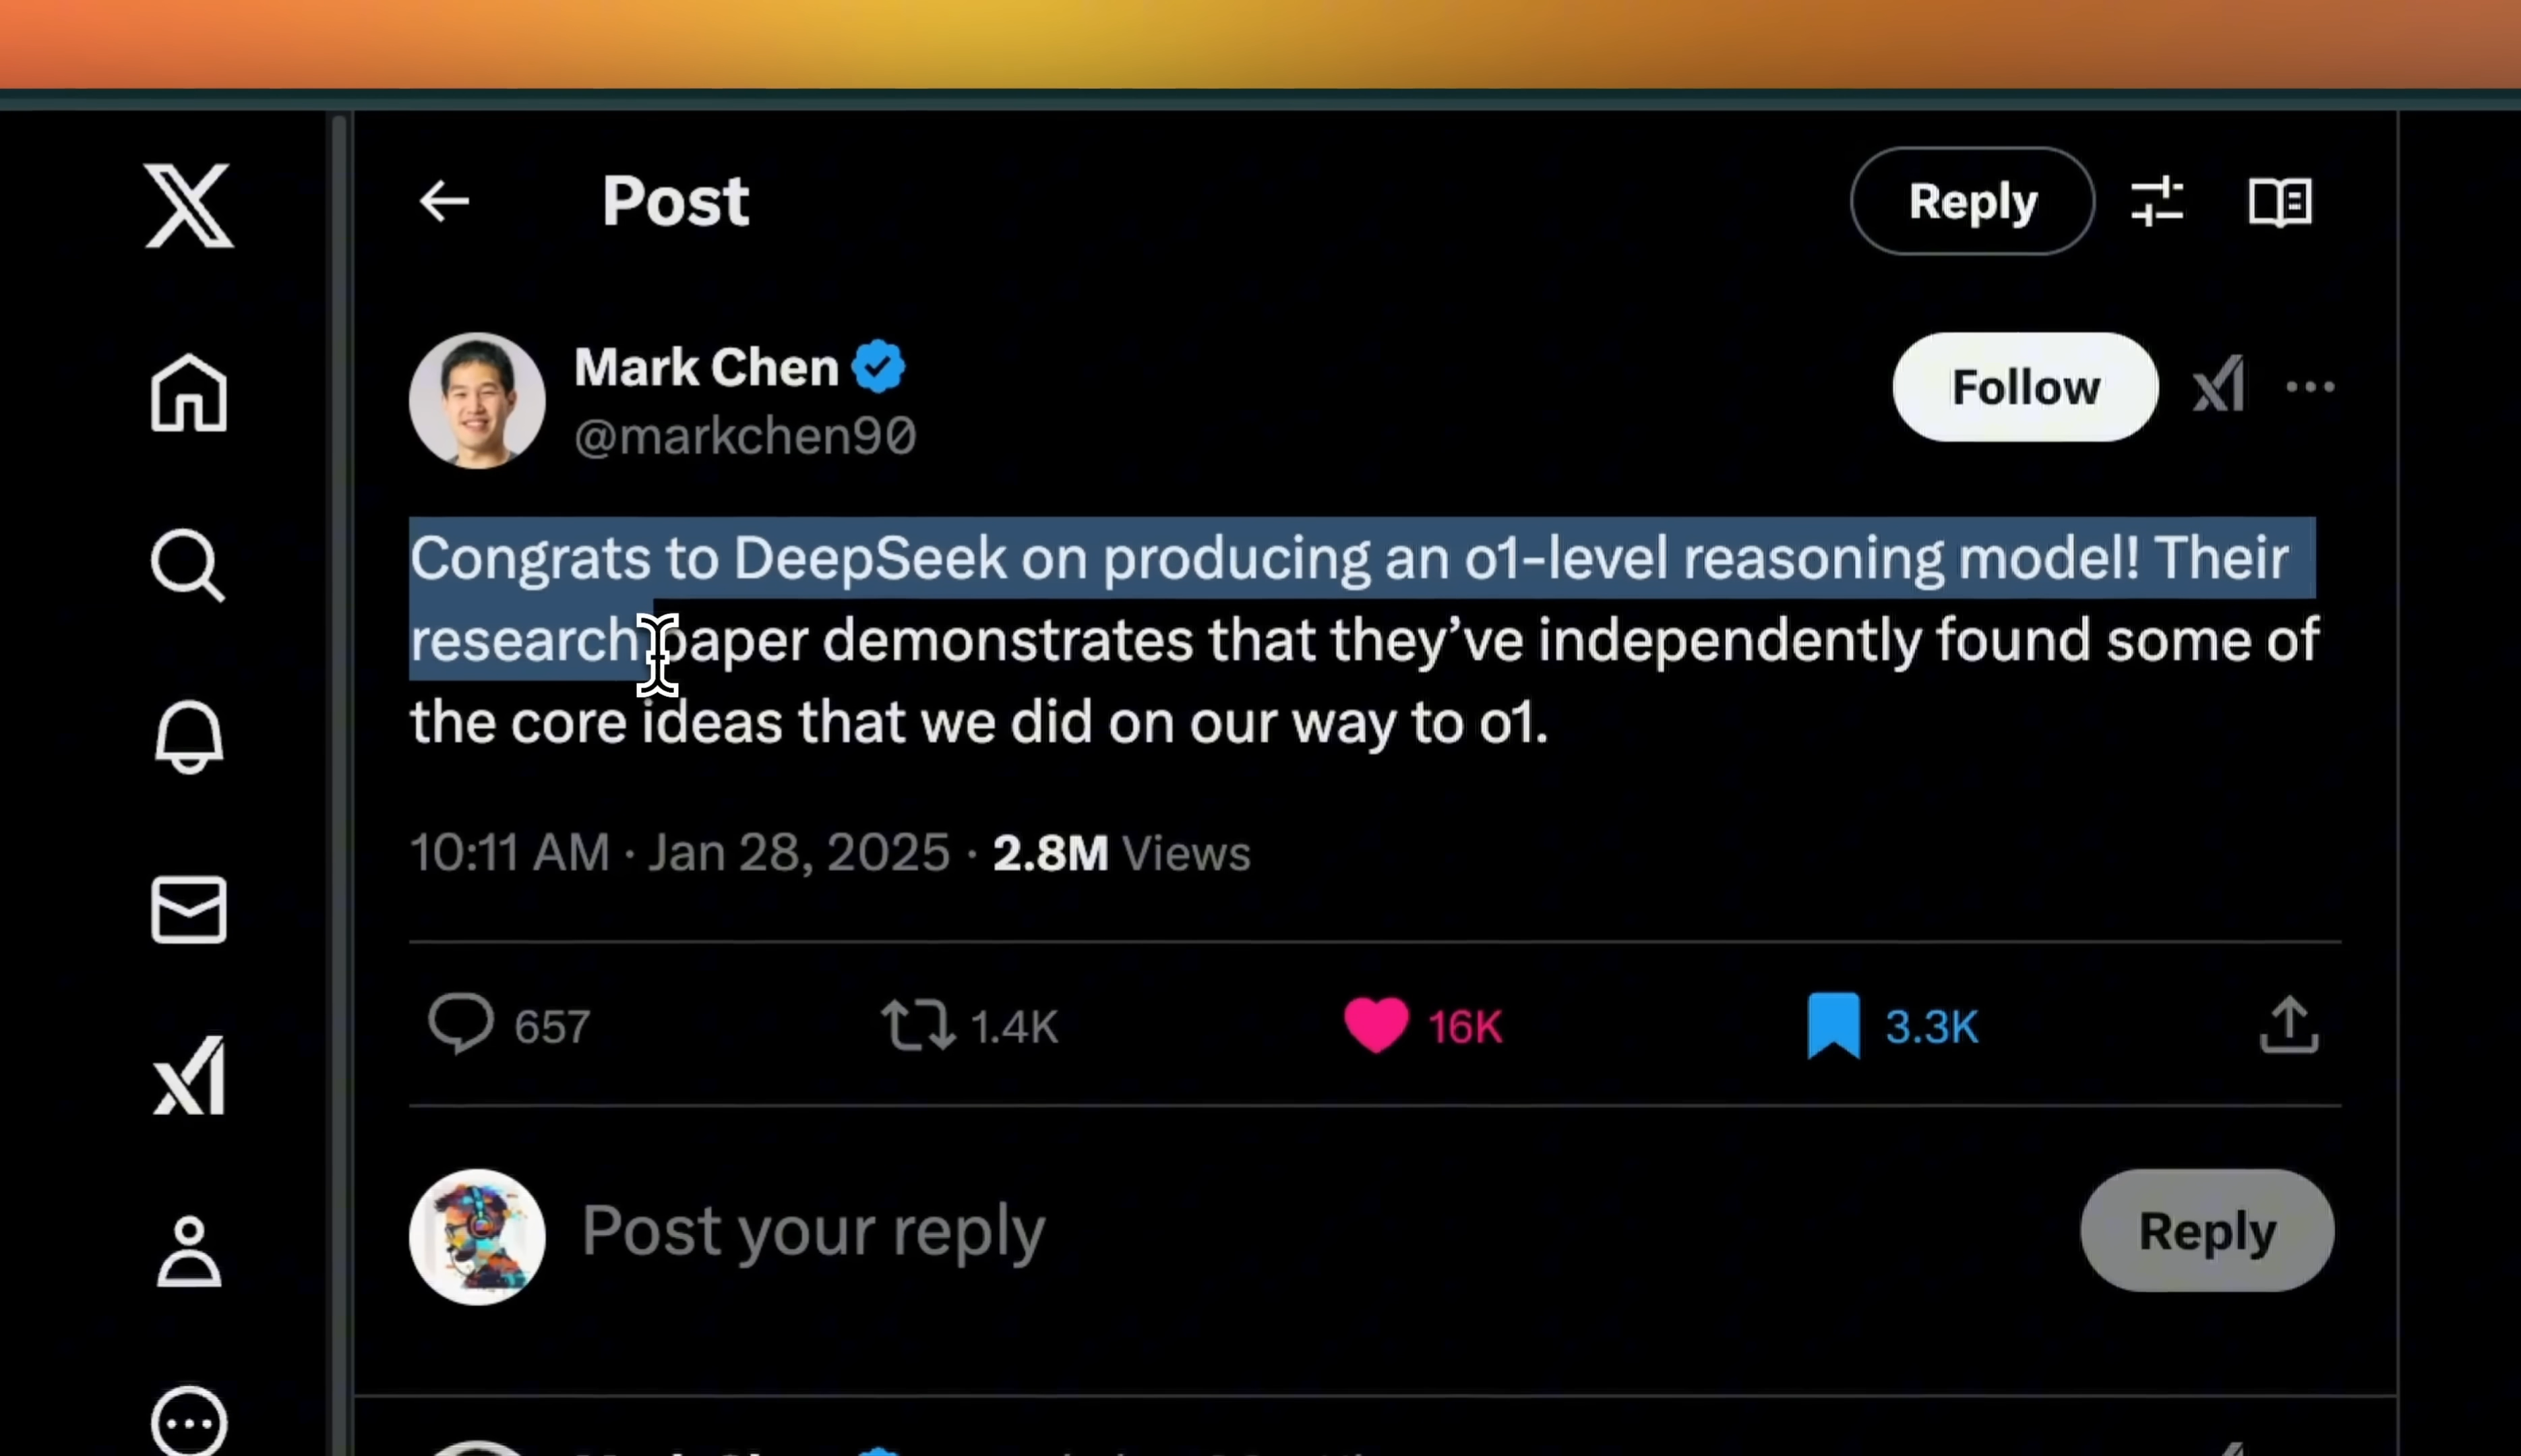 Post
Reply
Mark Chen
@markchen90
Follow
Congrats to DeepSeek on producing an o1-level reasoning model! Their
research paper demonstrates that they’ve independently found some of
the core ideas that we did on our way to o1.
10:11 AM · Jan 28, 2025 · 2.8M Views
657
1.4K
16K
3.3K
Post your reply
Reply